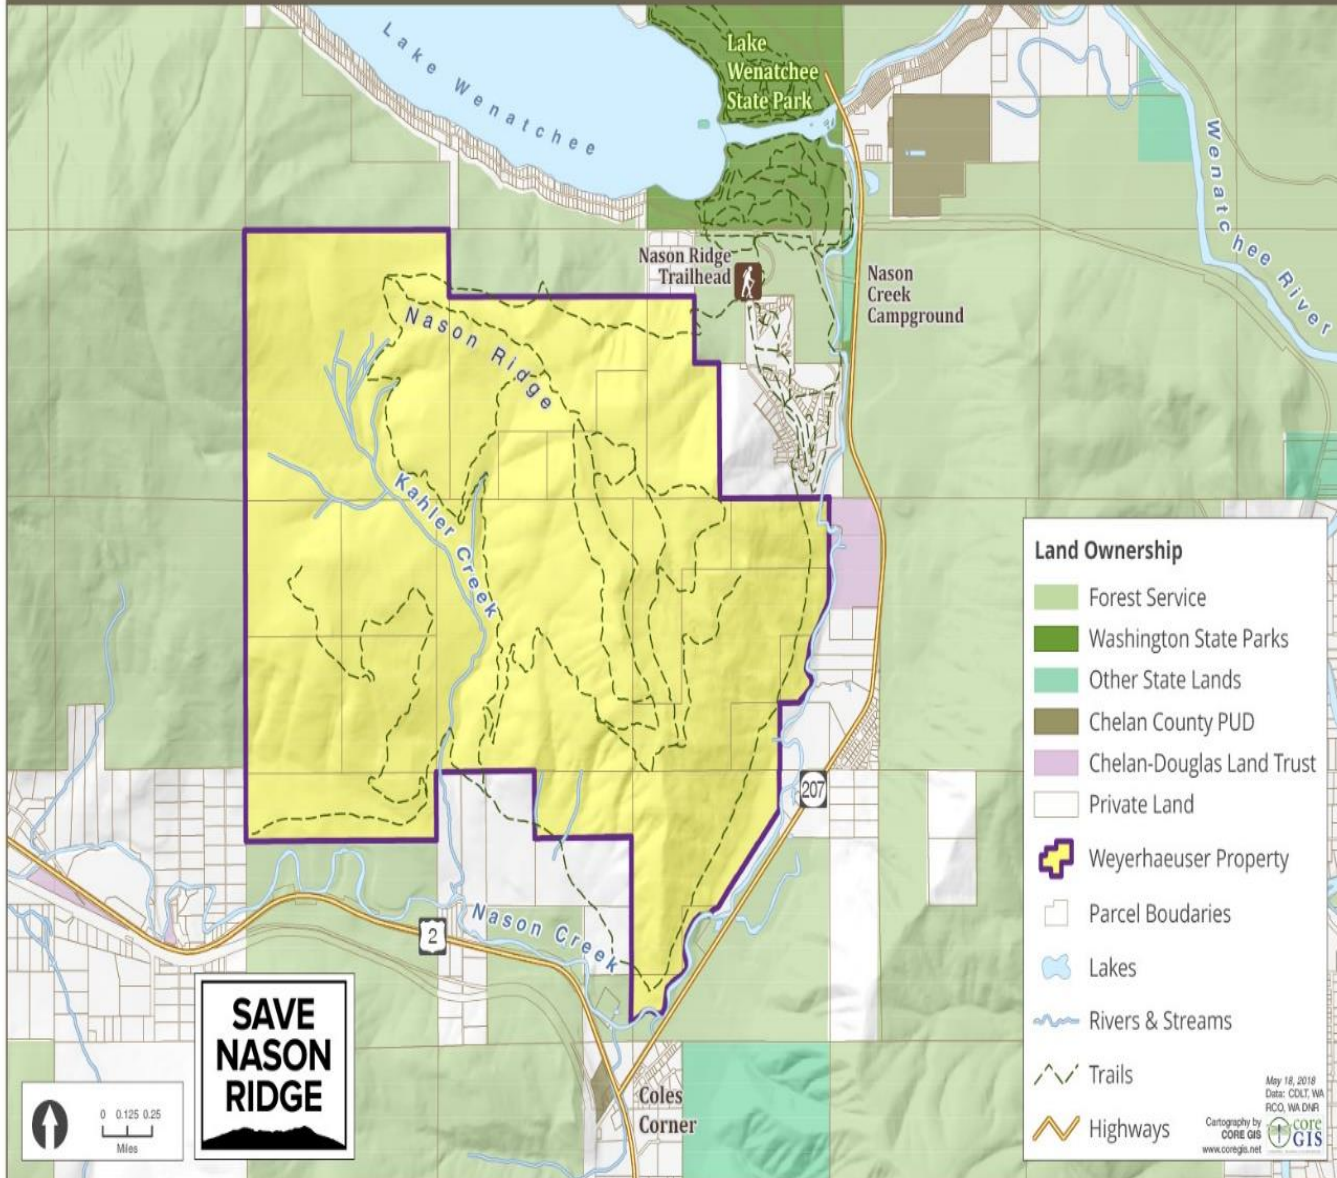 Lake Wenatchee
Lake
Wenatchee
State Park
Wenatchee River
Nason Ridge
Trailhead
Nason
Creek
Campground
Nason Ridge
Kahler Creek
207
2
Nason Creek
Coles
Corner
SAVE
NASON
RIDGE
0 0.125 0.25
Miles
Land Ownership
Forest Service
Washington State Parks
Other State Lands
Chelan County PUD
Chelan-Douglas Land Trust
Private Land
Weyerhaeuser Property
Parcel Boudaries
Lakes
Rivers & Streams
Trails
Highways
May 18, 2018
Data: CDLT, WA
RCO, WA DNR
Cartography by
CORE GIS
www.coregis.net
core
GIS